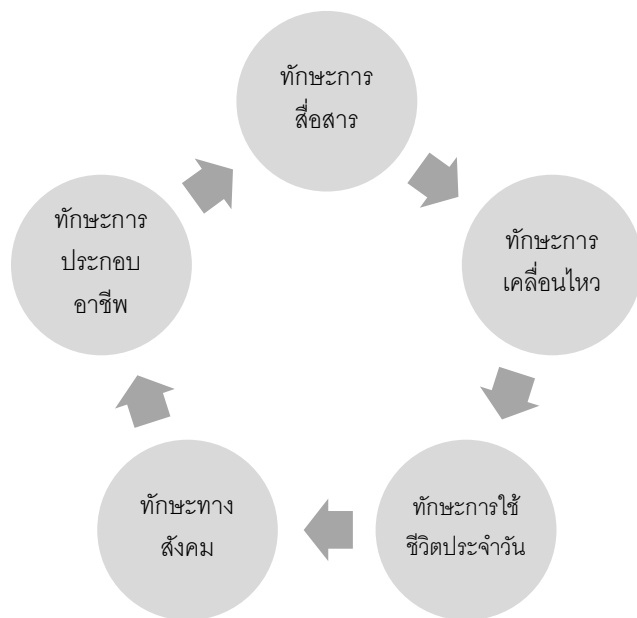 ทักษะการ
สื่อสาร
ทักษะการ
เคลื่อนไหว
ทักษะการใช้
ชีวิตประจำวัน
ทักษะทาง
สังคม
ทักษะการ
ประกอบ
อาชีพ